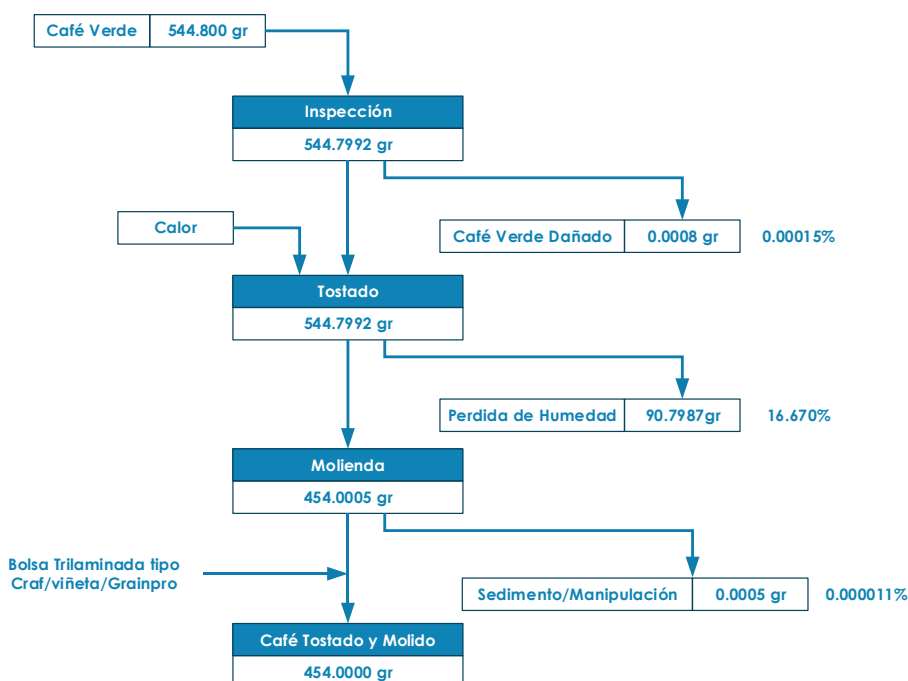 Café Verde 544.800 gr
Inspección
544.7992 gr
Calor
Café Verde Dañado 0.0008 gr 0.00015%
Tostado
544.7992 gr
Perdida de Humedad 90.7987gr 16.670%
Molienda
454.0005 gr
Bolsa Trilaminada tipo
Craf/viñeta/Grainpro
Sedimento/Manipulación 0.0005 gr 0.000011%
Café Tostado y Molido
454.0000 gr